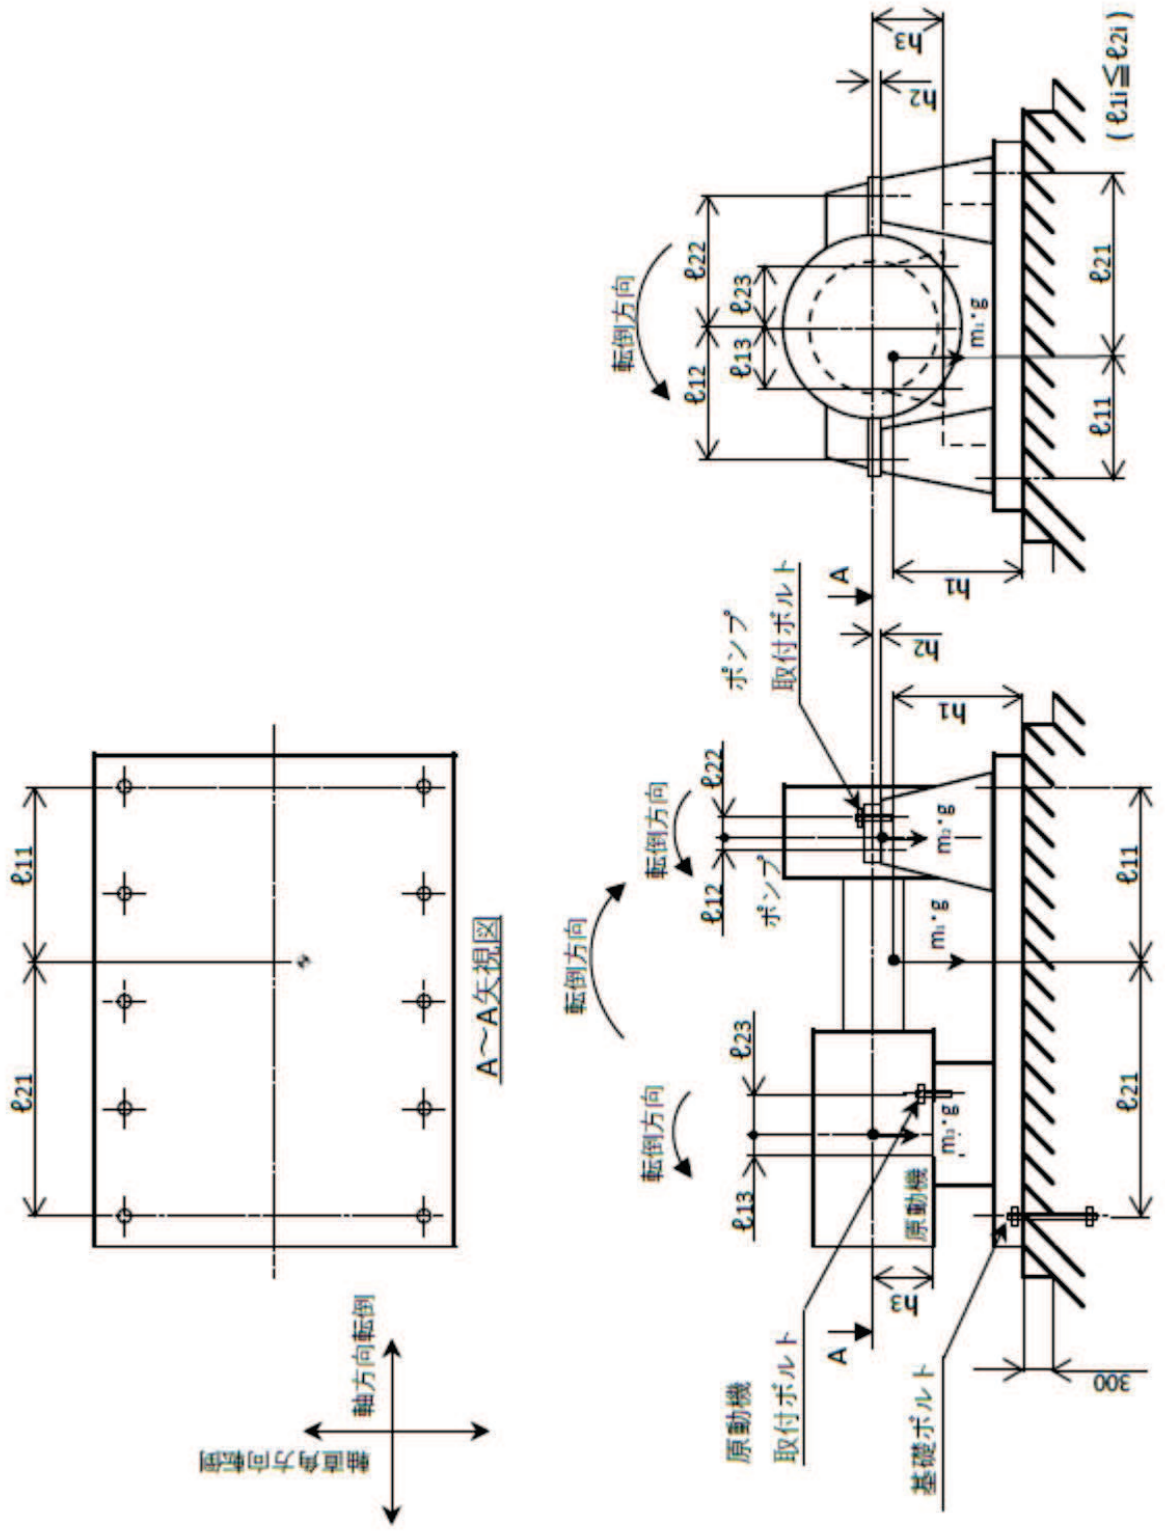 ℓ21
ℓ11
A～A矢視図
軸直角方向転倒
軸方向転倒
転倒方向
転倒方向
転倒方向
ℓ13
ℓ23
ℓ12
ℓ22
ポンプ
ポンプ
取付ボルト
原動機
取付ボルト
基礎ボルト
原動機
A
A
h3
h2
h1
m₃・g
m₁・g
m₂・g
300
ℓ21
ℓ11
転倒方向
ℓ12
ℓ22
ℓ13
ℓ23
h2
h3
h1
m₁・g
ℓ11
ℓ21
(ℓ1i≦ℓ2i)